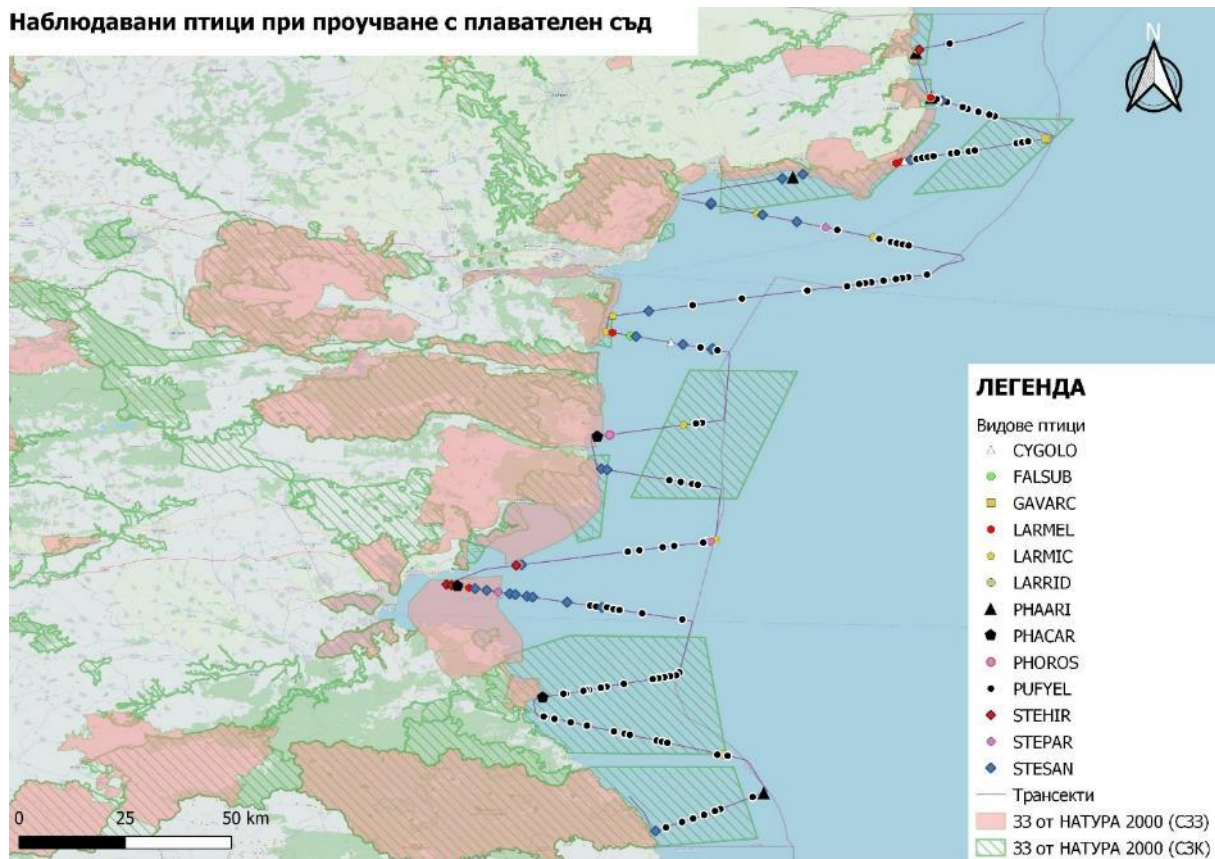 Наблюдавани птици при проучване с плавателен съд
N
ЛЕГЕНДА
Видове птици
CYGOLO
FALSUB
GAVARC
LARMEL
LARMIC
LARRID
PHAARI
PHACAR
PHOROS
PUFYEL
STEHIR
STEPAR
STESAN
Трансекти
ЗЗ от НАТУРА 2000 (СЗЗ)
ЗЗ от НАТУРА 2000 (СЗК)
0 25 50 km